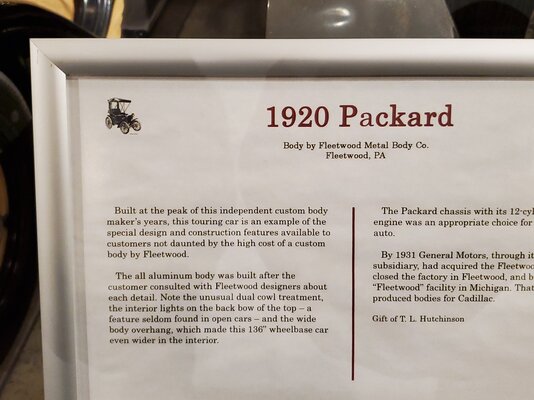 1920 Packard
Body by Fleetwood Metal Body Co.
Fleetwood, PA
Built at the peak of this independent custom body
maker's years, this touring car is an example of the
special design and construction features available to
customers not daunted by the high cost of a custom
body by Fleetwood.
The all aluminum body was built after the
customer consulted with Fleetwood designers about
each detail. Note the unusual dual cowl treatment,
the interior lights on the back bow of the top – a
feature seldom found in open cars – and the wide
body overhang, which made this 136" wheelbase car
even wider in the interior.
The Packard chassis with its 12-cyl
engine was an appropriate choice for
auto.
By 1931 General Motors, through it
subsidiary, had acquired the Fleetwoo
closed the factory in Fleetwood, and b
"Fleetwood" facility in Michigan. That
produced bodies for Cadillac.
Gift of T. L. Hutchinson